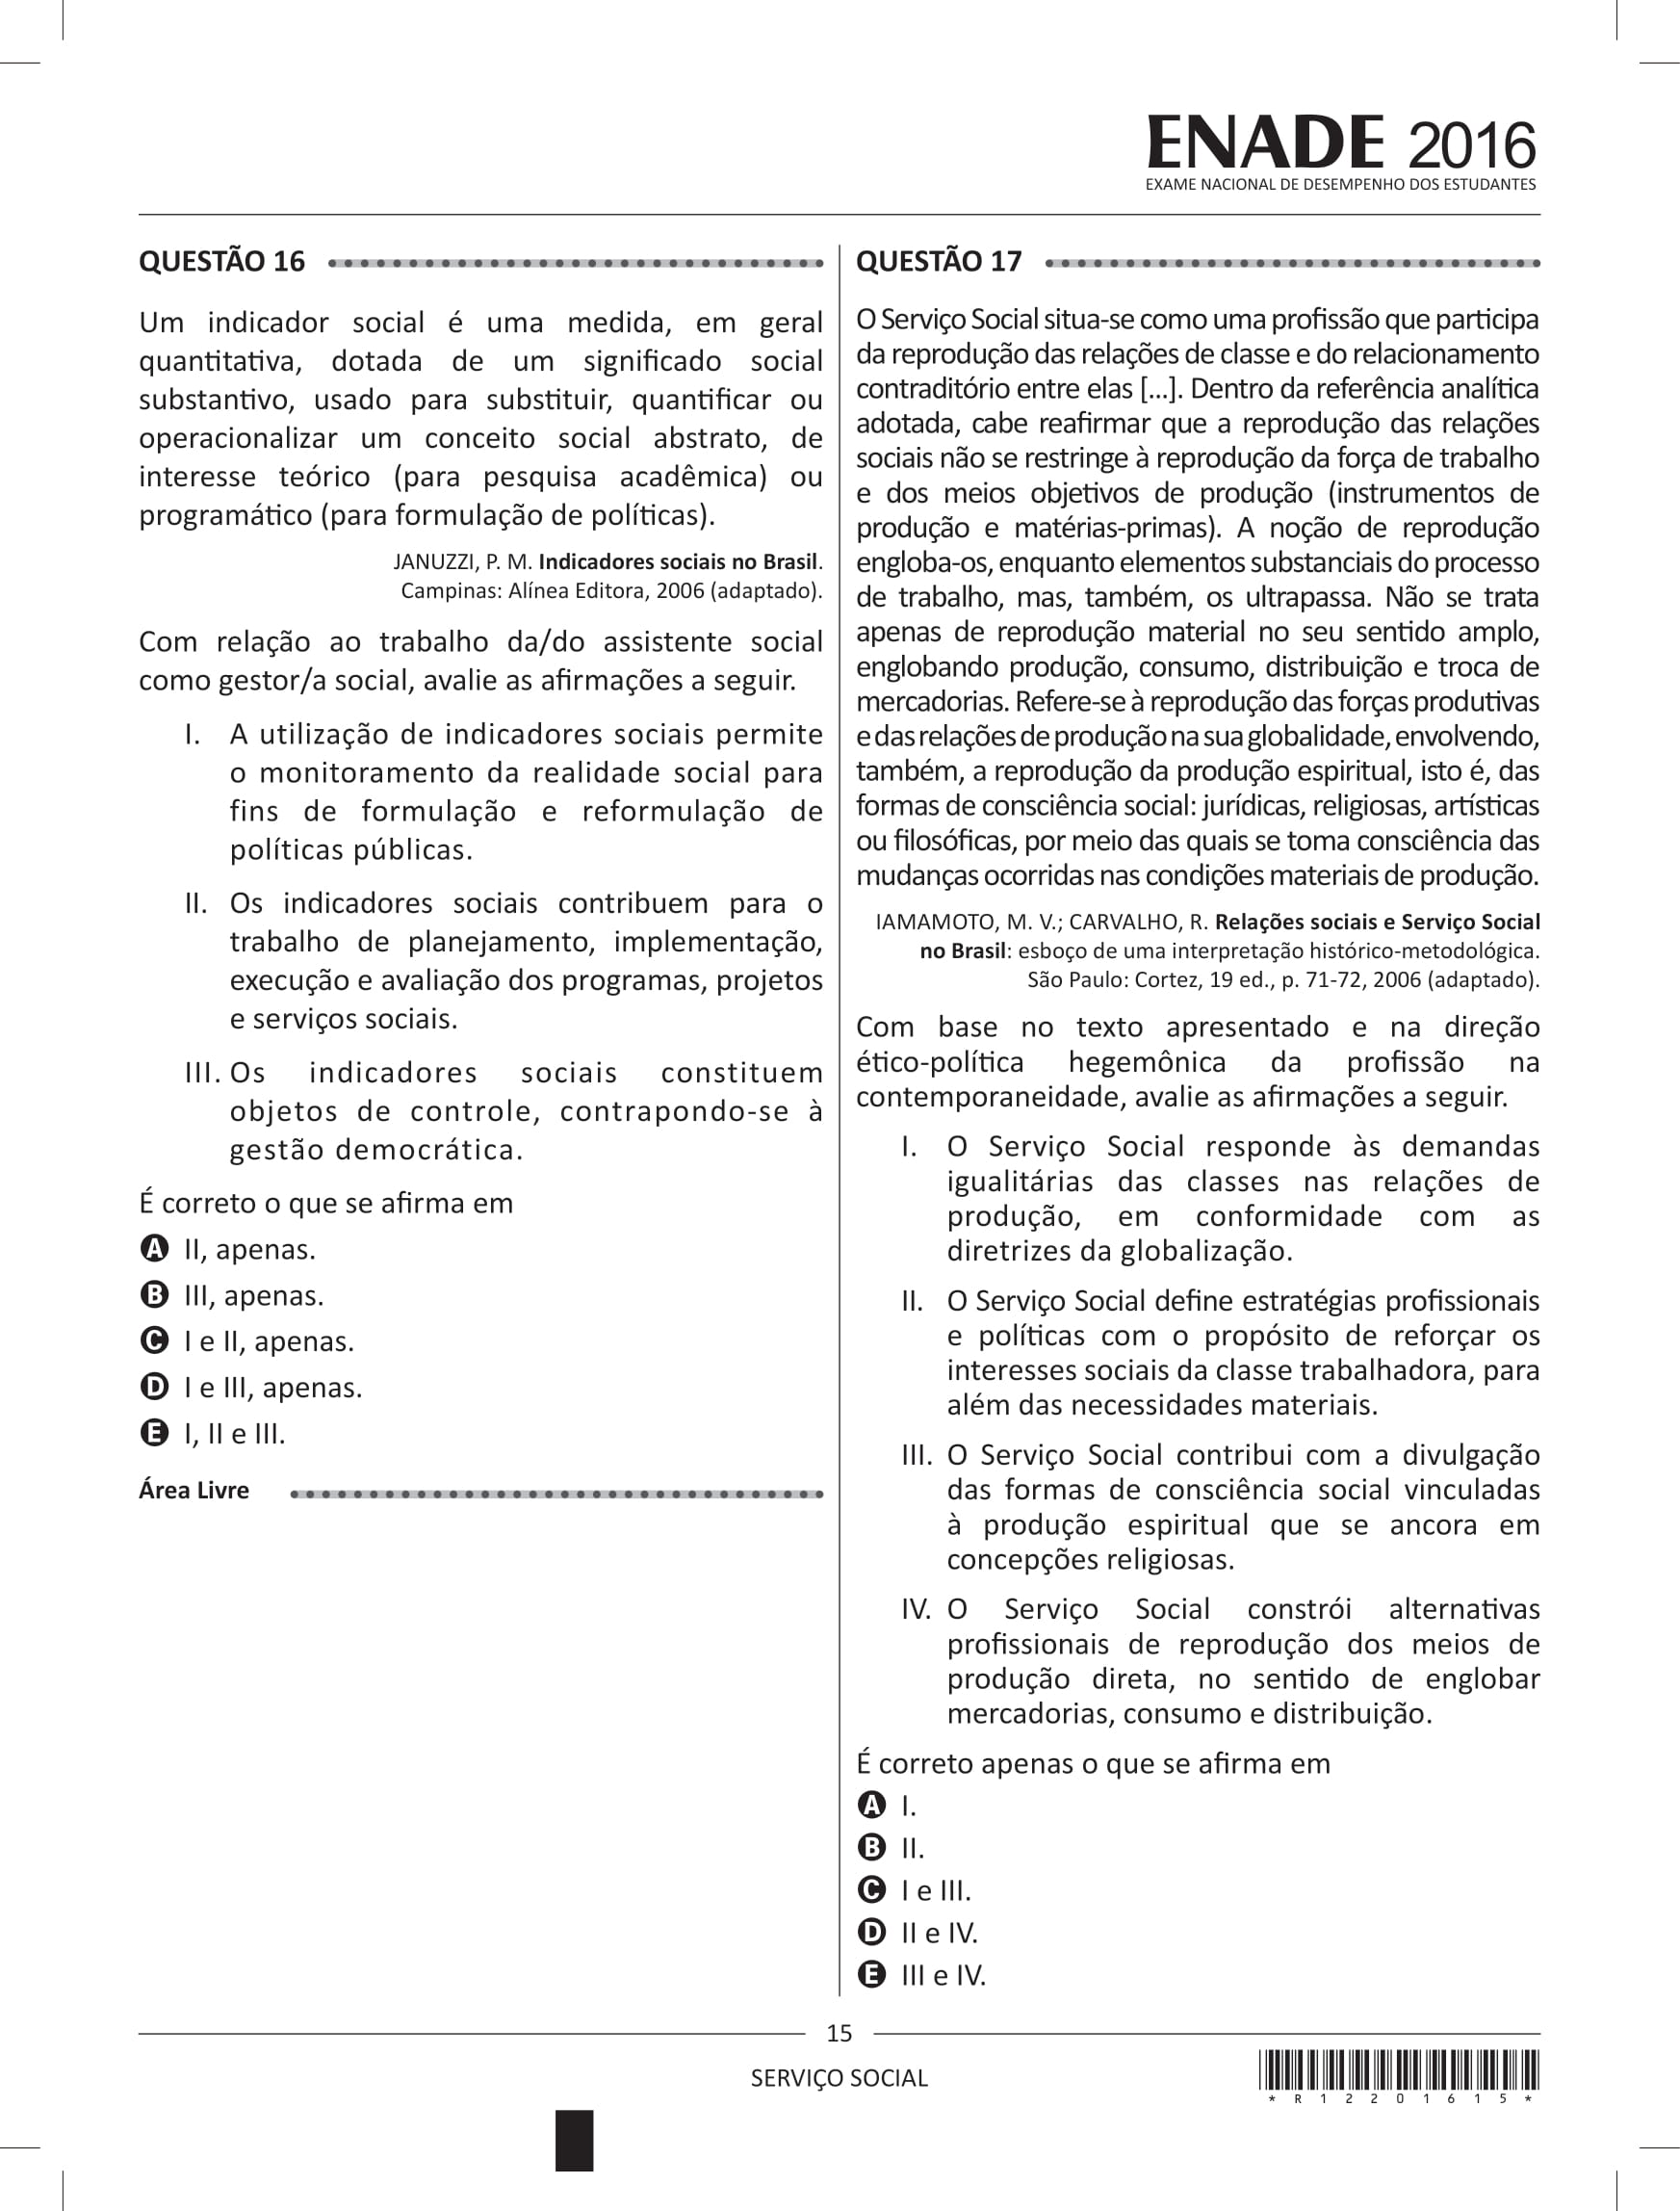 ENADE 2016
EXAME NACIONAL DE DESEMPENHO DOS ESTUDANTES
QUESTÃO 16
Um indicador social é uma medida, em geral
quantitativa, dotada de um significado social
substantivo, usado para substituir, quantificar ou
operacionalizar um conceito social abstrato, de
interesse teórico (para pesquisa acadêmica) ou
programático (para formulação de políticas).
JANUZZI, P. M. Indicadores sociais no Brasil.
Campinas: Alínea Editora, 2006 (adaptado).
Com relação ao trabalho da/do assistente social
como gestor/a social, avalie as afirmações a seguir.
I. A utilização de indicadores sociais permite
o monitoramento da realidade social para
fins de formulação e reformulação de
políticas públicas.
II. Os indicadores sociais contribuem para o
trabalho de planejamento, implementação,
execução e avaliação dos programas, projetos
e serviços sociais.
III. Os indicadores sociais constituem
objetos de controle, contrapondo-se à
gestão democrática.
É correto o que se afirma em
A II, apenas.
B III, apenas.
C I e II, apenas.
D I e III, apenas.
E I, II e III.
Área Livre
QUESTÃO 17
O Serviço Social situa-se como uma profissão que participa
da reprodução das relações de classe e do relacionamento
contraditório entre elas [...]. Dentro da referência analítica
adotada, cabe reafirmar que a reprodução das relações
sociais não se restringe à reprodução da força de trabalho
e dos meios objetivos de produção (instrumentos de
produção e matérias-primas). A noção de reprodução
engloba-os, enquanto elementos substanciais do processo
de trabalho, mas, também, os ultrapassa. Não se trata
apenas de reprodução material no seu sentido amplo,
englobando produção, consumo, distribuição e troca de
mercadorias. Refere-se à reprodução das forças produtivas
e das relações de produção na sua globalidade, envolvendo,
também, a reprodução da produção espiritual, isto é, das
formas de consciência social: jurídicas, religiosas, artísticas
ou filosóficas, por meio das quais se toma consciência das
mudanças ocorridas nas condições materiais de produção.
IAMAMOTO, M. V.; CARVALHO, R. Relações sociais e Serviço Social
no Brasil: esboço de uma interpretação histórico-metodológica.
São Paulo: Cortez, 19 ed., p. 71-72, 2006 (adaptado).
Com base no texto apresentado e na direção
ético-política hegemônica da profissão na
contemporaneidade, avalie as afirmações a seguir.
I. O Serviço Social responde às demandas
igualitárias das classes nas relações de
produção, em conformidade com as
diretrizes da globalização.
II. O Serviço Social define estratégias profissionais
e políticas com o propósito de reforçar os
interesses sociais da classe trabalhadora, para
além das necessidades materiais.
III. O Serviço Social contribui com a divulgação
das formas de consciência social vinculadas
à produção espiritual que se ancora em
concepções religiosas.
IV. O Serviço Social constrói alternativas
profissionais de reprodução dos meios de
produção direta, no sentido de englobar
mercadorias, consumo e distribuição.
É correto apenas o que se afirma em
A I.
B II.
C I e III.
D II e IV.
E III e IV.
15
SERVIÇO SOCIAL
* R 1 2 2 0 1 6 1 5 *